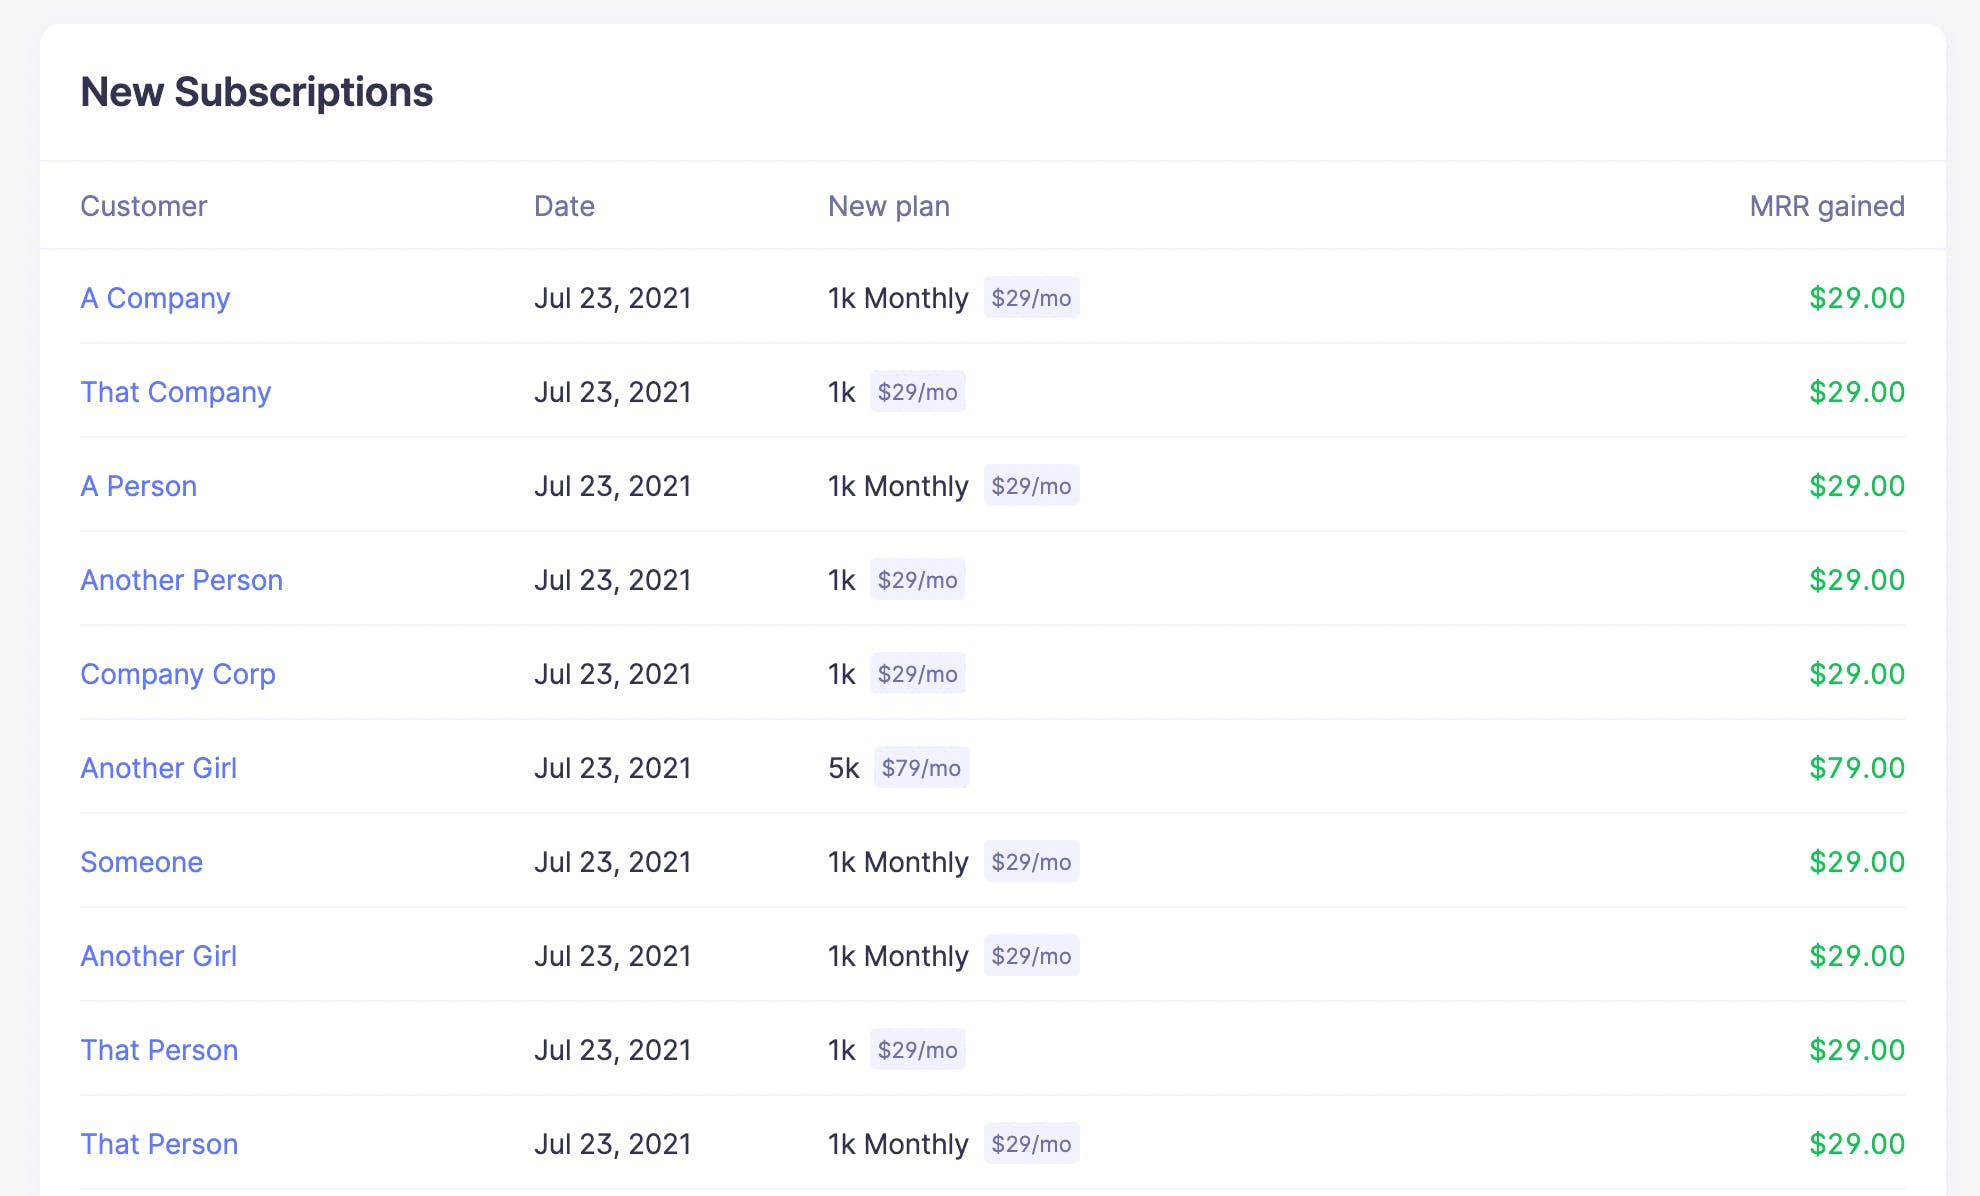 New Subscriptions
Customer Date New plan MRR gained
A Company Jul 23, 2021 1k Monthly $29/mo $29.00
That Company Jul 23, 2021 1k $29/mo $29.00
A Person Jul 23, 2021 1k Monthly $29/mo $29.00
Another Person Jul 23, 2021 1k $29/mo $29.00
Company Corp Jul 23, 2021 1k $29/mo $29.00
Another Girl Jul 23, 2021 5k $79/mo $79.00
Someone Jul 23, 2021 1k Monthly $29/mo $29.00
Another Girl Jul 23, 2021 1k Monthly $29/mo $29.00
That Person Jul 23, 2021 1k $29/mo $29.00
That Person Jul 23, 2021 1k Monthly $29/mo $29.00